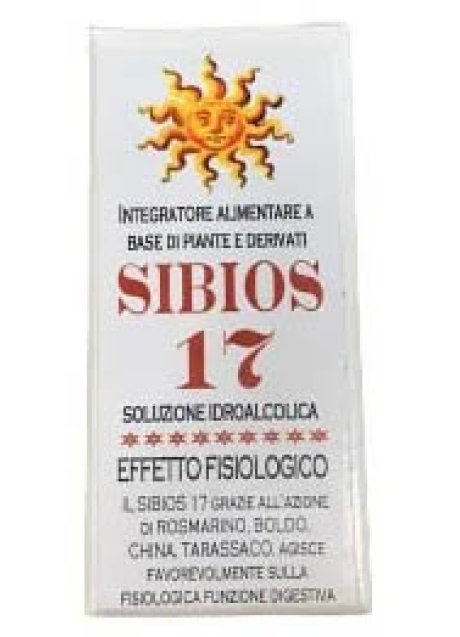 INTEGRATORE ALIMENTARE A
BASE DI PIANTE E DERIVATI
SIBIOS
17
SOLUZIONE IDROALCOLICA
EFFETTO FISIOLOGICO
IL SIBIOS 17 GRAZIE ALL'AZIONE
DI ROSMARINO, BOLDO,
CHINA, TARASSACO, AGISCE
FAVOREVOLMENTE SULLA
FISIOLOGICA FUNZIONE DIGESTIVA